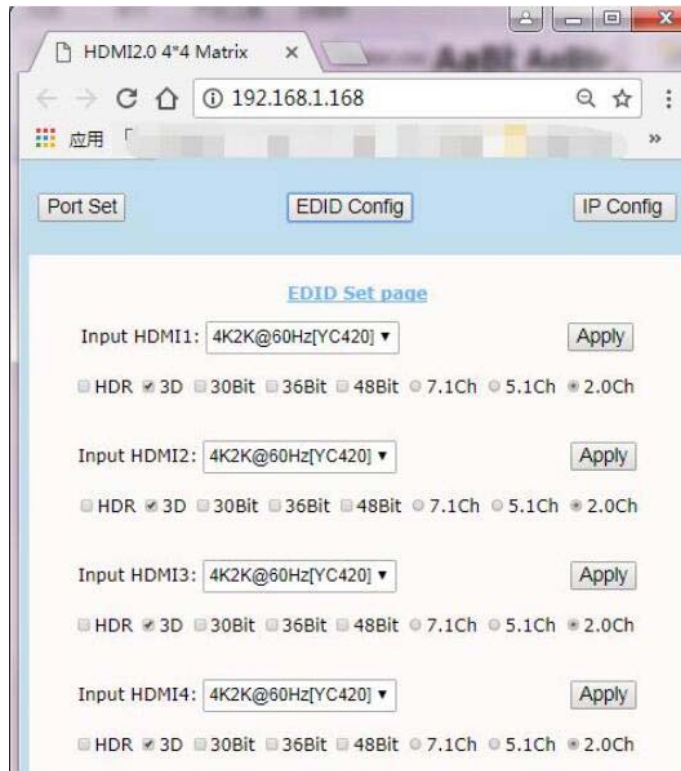 HDMI2.0 4*4 Matrix
192.168.1.168
应用
Port Set EDID Config IP Config
EDID Set page
Input HDMI1: 4K2K@60Hz[YC420] Apply
HDR 3D 30Bit 36Bit 48Bit 7.1Ch 5.1Ch 2.0Ch
Input HDMI2: 4K2K@60Hz[YC420] Apply
HDR 3D 30Bit 36Bit 48Bit 7.1Ch 5.1Ch 2.0Ch
Input HDMI3: 4K2K@60Hz[YC420] Apply
HDR 3D 30Bit 36Bit 48Bit 7.1Ch 5.1Ch 2.0Ch
Input HDMI4: 4K2K@60Hz[YC420] Apply
HDR 3D 30Bit 36Bit 48Bit 7.1Ch 5.1Ch 2.0Ch